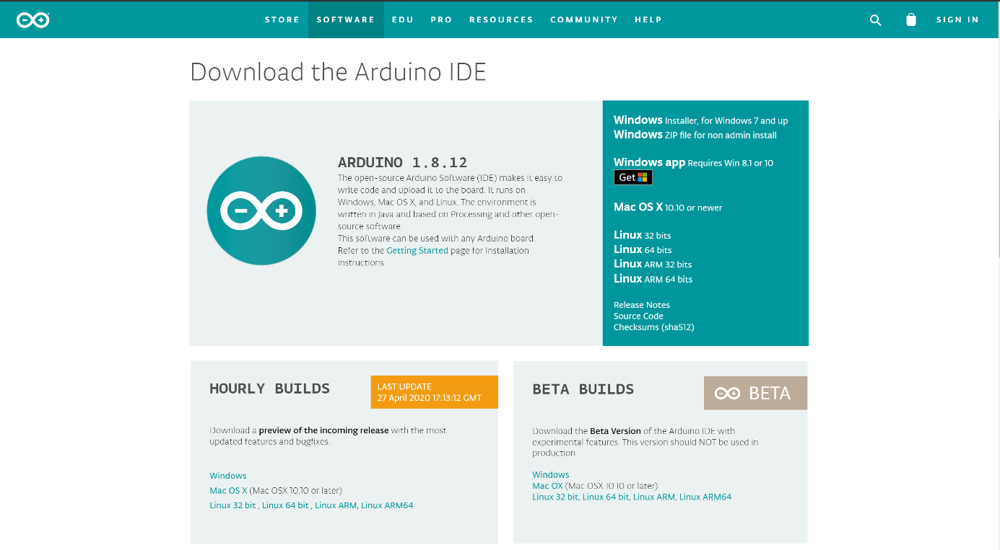 STORE SOFTWARE EDU PRO RESOURCES COMMUNITY HELP SIGN IN
Download the Arduino IDE
ARDUINO 1.8.12
The open-source Arduino Software (IDE) makes it easy to
write code and upload it to the board. It runs on
Windows, Mac OS X, and Linux. The environment is
written in Java and based on Processing and other open-
source software.
This software can be used with any Arduino board.
Refer to the Getting Started page for Installation
instructions.
Windows Installer, for Windows 7 and up
Windows ZIP file for non admin install
Windows app Requires Win 8.1 or 10
Get
Mac OS X 10.10 or newer
Linux 32 bits
Linux 64 bits
Linux ARM 32 bits
Linux ARM 64 bits
Release Notes
Source Code
Checksums (sha512)
HOURLY BUILDS
LAST UPDATE
27 April 2020 17:13:12 GMT
Download a preview of the incoming release with the most
updated features and bugfixes.
Windows
Mac OS X (Mac OSX 10.10 or later)
Linux 32 bit , Linux 64 bit , Linux ARM, Linux ARM64
BETA BUILDS
BETA
Download the Beta Version of the Arduino IDE with
experimental features. This version should NOT be used in
production.
Windows
Mac OX (Mac OSX 10.10 or later)
Linux 32 bit, Linux 64 bit, Linux ARM, Linux ARM64